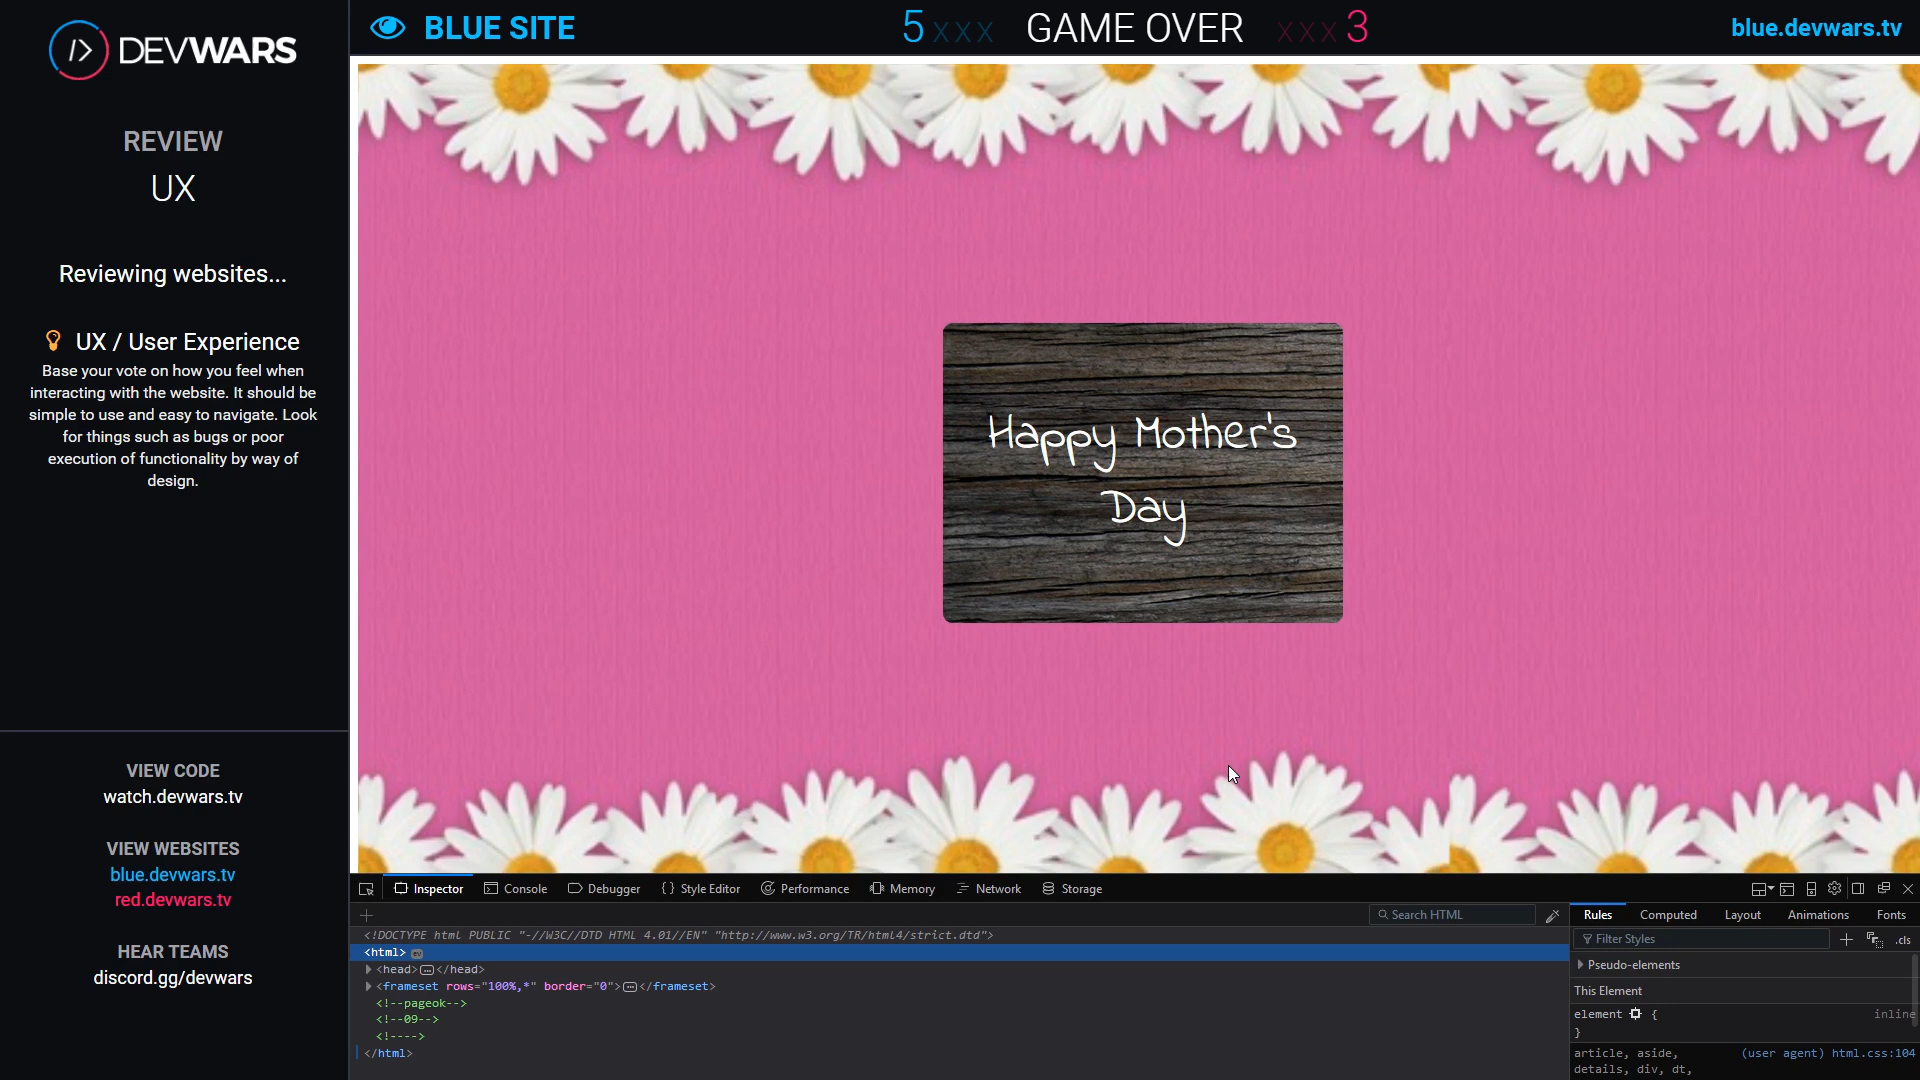 DEVWARS
REVIEW
UX
Reviewing websites...
UX / User Experience
Base your vote on how you feel when
interacting with the website. It should be
simple to use and easy to navigate. Look
for things such as bugs or poor
execution of functionality by way of
design.
VIEW CODE
watch.devwars.tv
VIEW WEBSITES
blue.devwars.tv
red.devwars.tv
HEAR TEAMS
discord.gg/devwars
BLUE SITE
5 x x x GAME OVER x x x 3
blue.devwars.tv
Happy Mother's
Day
Inspector Console Debugger {} Style Editor Performance Memory Network Storage
+ Search HTML
<!DOCTYPE html PUBLIC "-//W3C//DTD HTML 4.01//EN" "http://www.w3.org/TR/html4/strict.dtd">
<html> ev
<head>…</head>
<frameset rows="100%,*" border="0">…</frameset>
<!--pageok-->
<!--09-->
<!---->
</html>
Rules Computed Layout Animations Fonts
Filter Styles + .cls
Pseudo-elements
This Element
element { inline
}
article, aside, (user agent) html.css:104
details, div, dt,